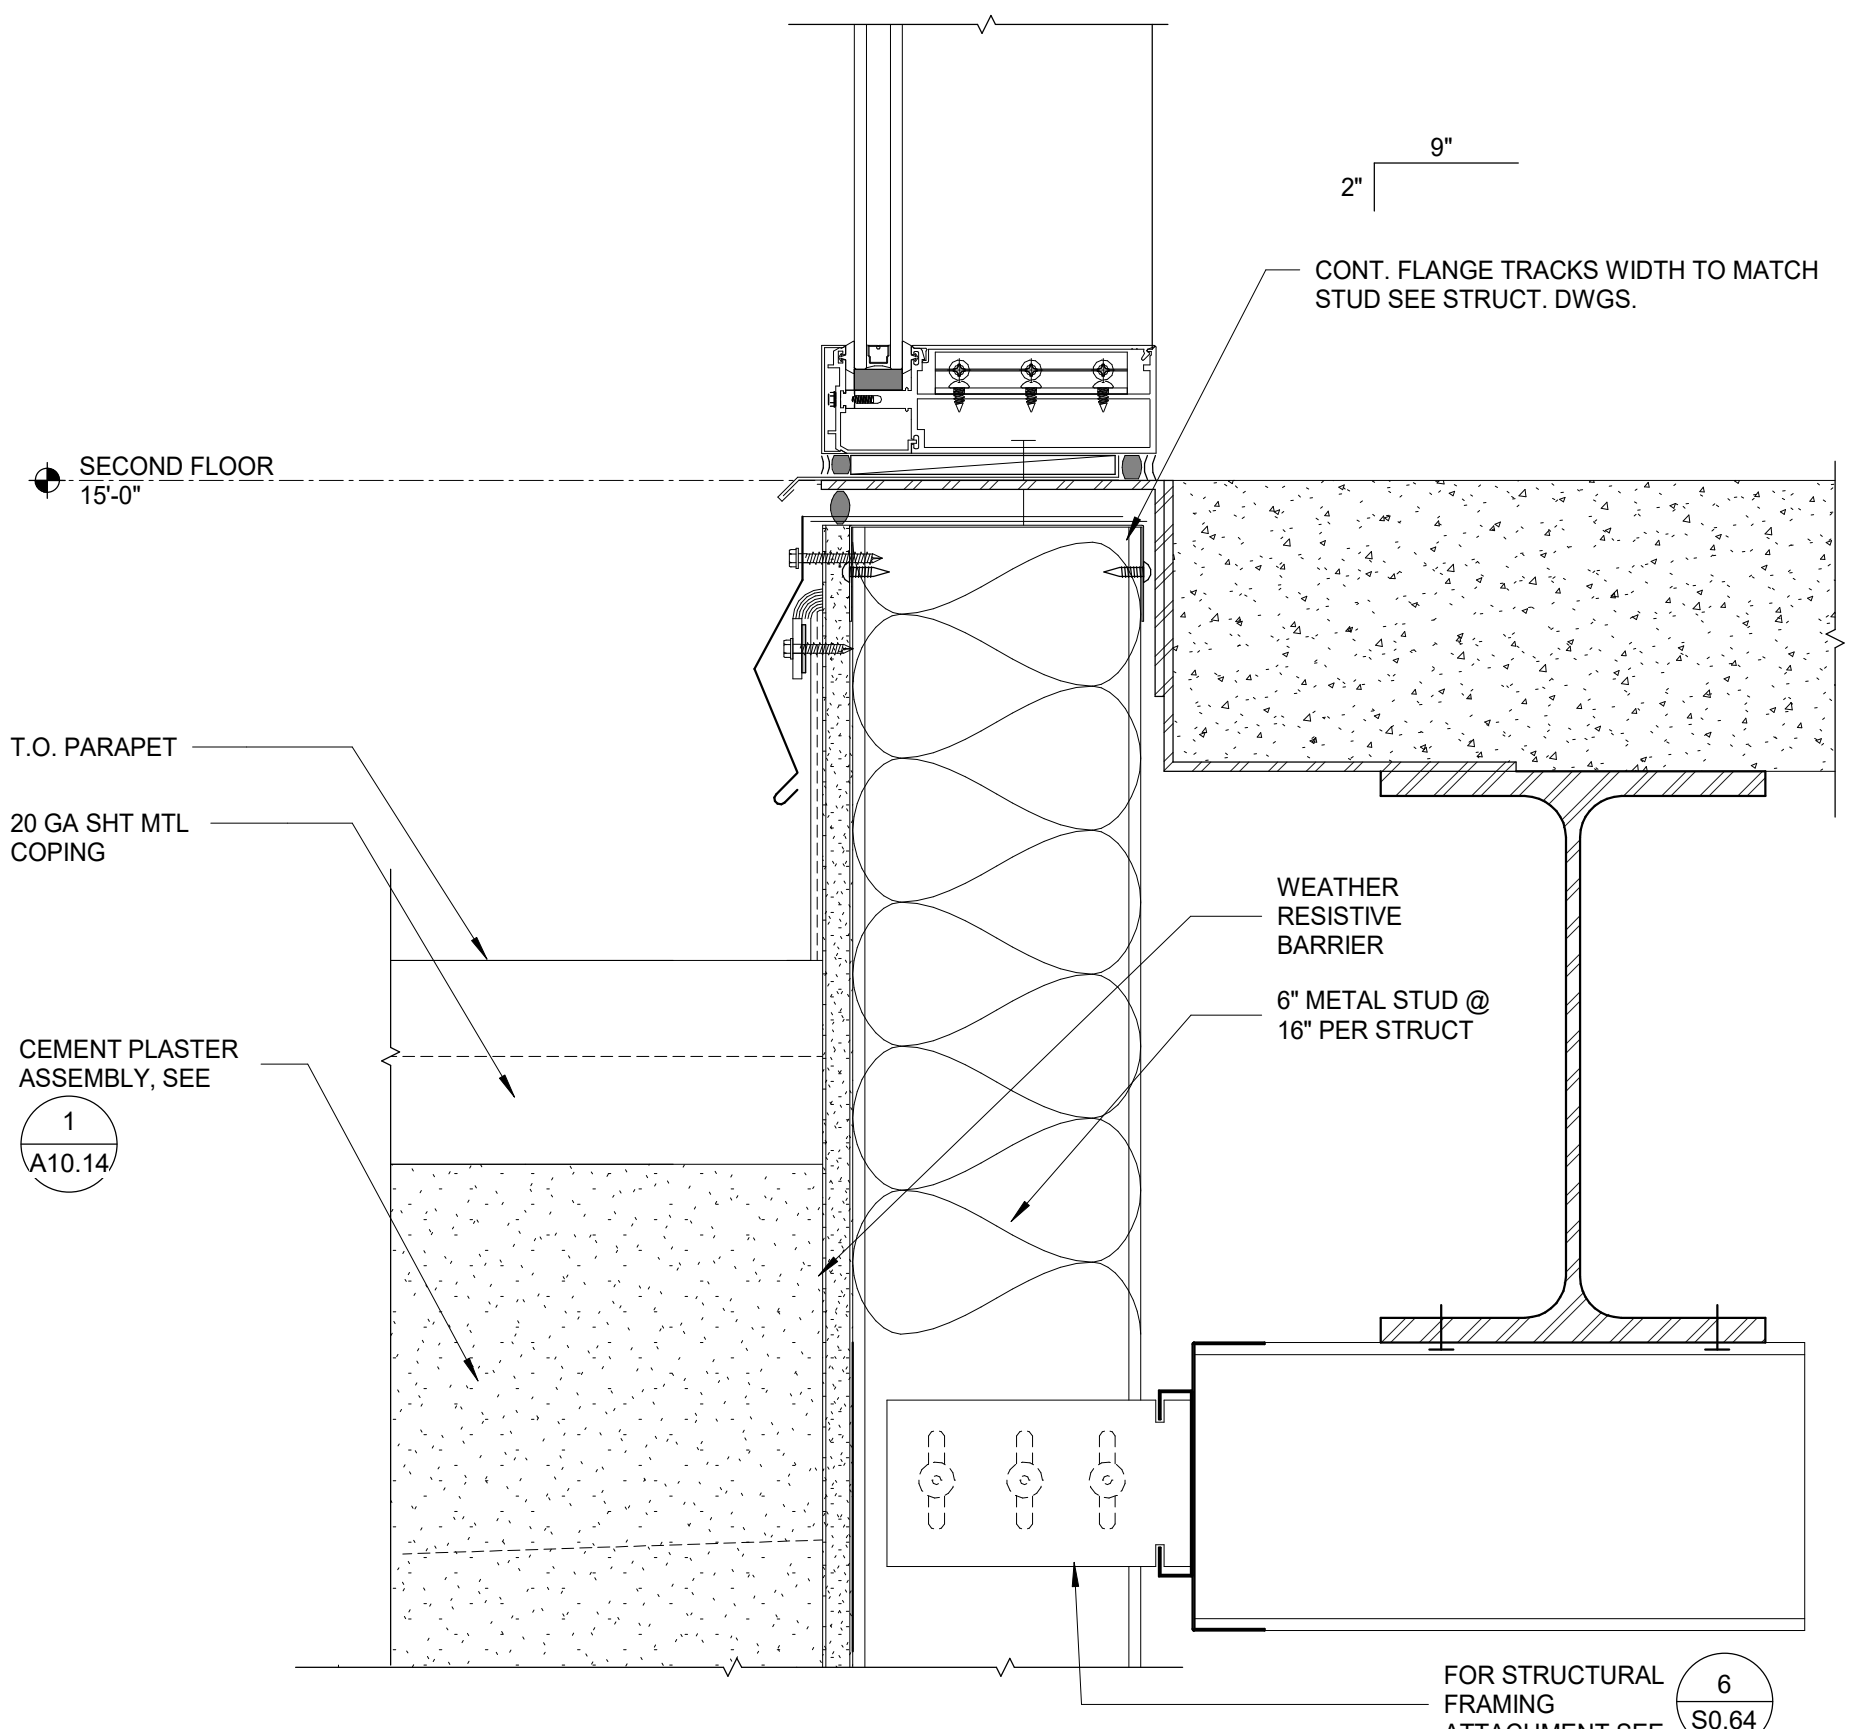 9"
2"
CONT. FLANGE TRACKS WIDTH TO MATCH
STUD SEE STRUCT. DWGS.
SECOND FLOOR
15'-0"
T.O. PARAPET
20 GA SHT MTL
COPING
WEATHER
RESISTIVE
BARRIER
6" METAL STUD @
16" PER STRUCT
CEMENT PLASTER
ASSEMBLY, SEE
1
A10.14
FOR STRUCTURAL
FRAMING
ATTACHMENT SEE
6
S0.64